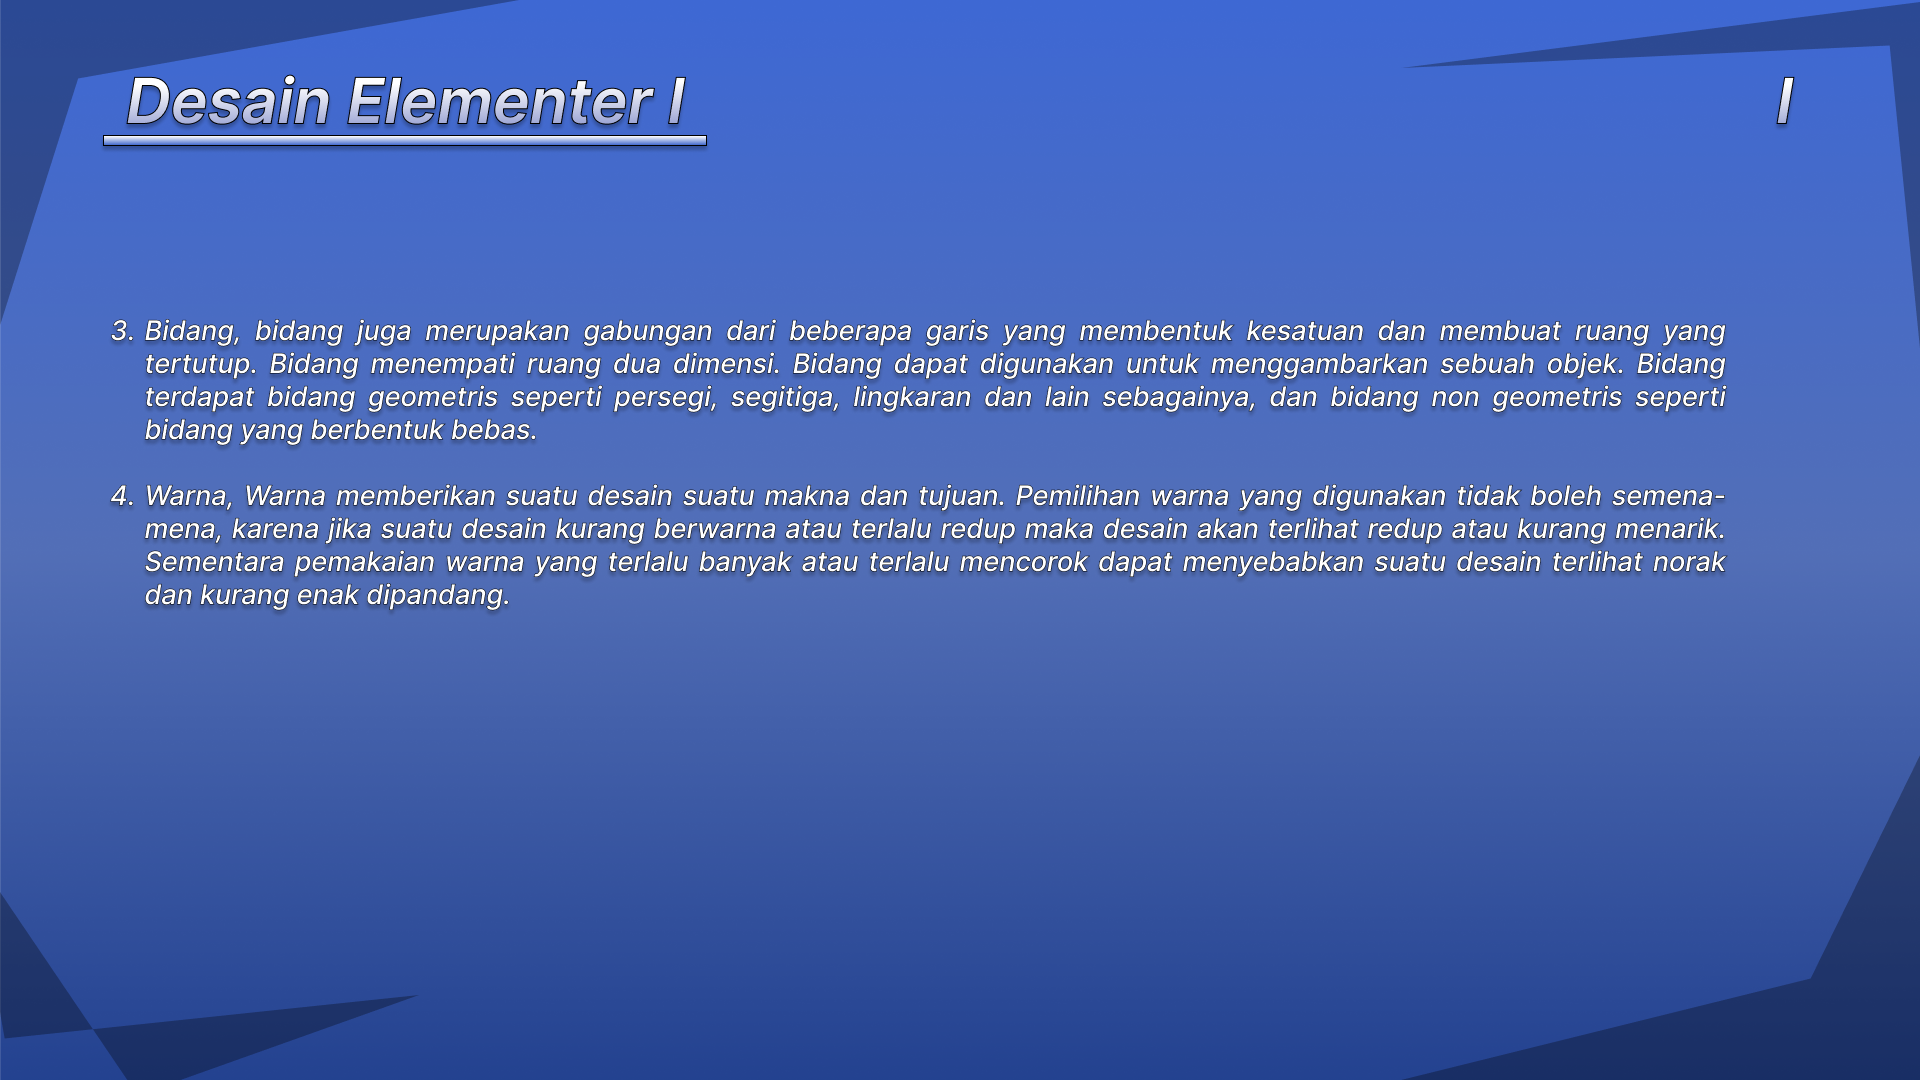 Desain Elementer I
I
3. Bidang, bidang juga merupakan gabungan dari beberapa garis yang membentuk kesatuan dan membuat ruang yang
tertutup. Bidang menempati ruang dua dimensi. Bidang dapat digunakan untuk menggambarkan sebuah objek. Bidang
terdapat bidang geometris seperti persegi, segitiga, lingkaran dan lain sebagainya, dan bidang non geometris seperti
bidang yang berbentuk bebas.
4. Warna, Warna memberikan suatu desain suatu makna dan tujuan. Pemilihan warna yang digunakan tidak boleh semena-
mena, karena jika suatu desain kurang berwarna atau terlalu redup maka desain akan terlihat redup atau kurang menarik.
Sementara pemakaian warna yang terlalu banyak atau terlalu mencorok dapat menyebabkan suatu desain terlihat norak
dan kurang enak dipandang.